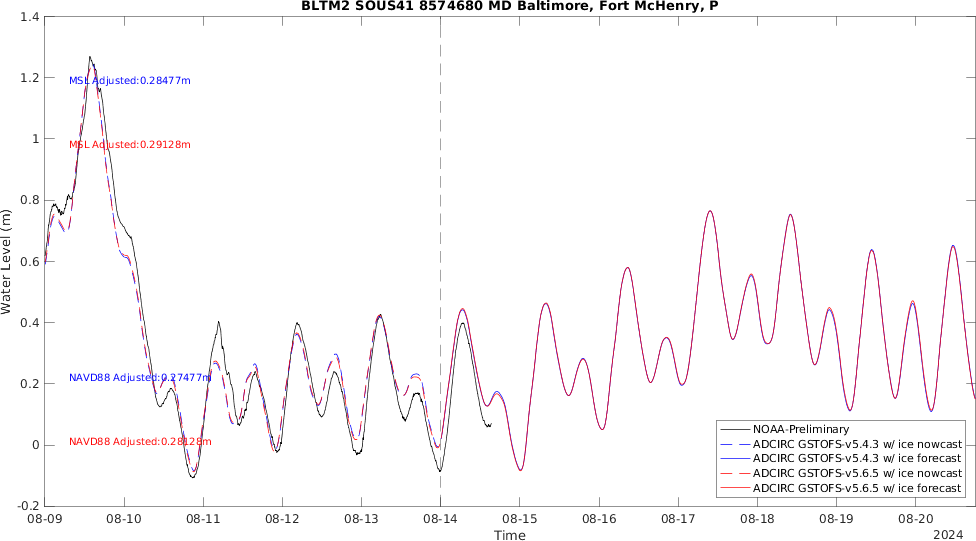 BLTM2 SOUS41 8574680 MD Baltimore, Fort McHenry, P
1.4
1.2
1
0.8
0.6
0.4
0.2
0
-0.2
Water Level (m)
MSL Adjusted:0.28477m
MSL Adjusted:0.29128m
NAVD88 Adjusted:0.27477m
NAVD88 Adjusted:0.28128m
NOAA-Preliminary
ADCIRC GSTOFS-v5.4.3 w/ ice nowcast
ADCIRC GSTOFS-v5.4.3 w/ ice forecast
ADCIRC GSTOFS-v5.6.5 w/ ice nowcast
ADCIRC GSTOFS-v5.6.5 w/ ice forecast
08-09 08-10 08-11 08-12 08-13 08-14 08-15 08-16 08-17 08-18 08-19 08-20
Time
2024